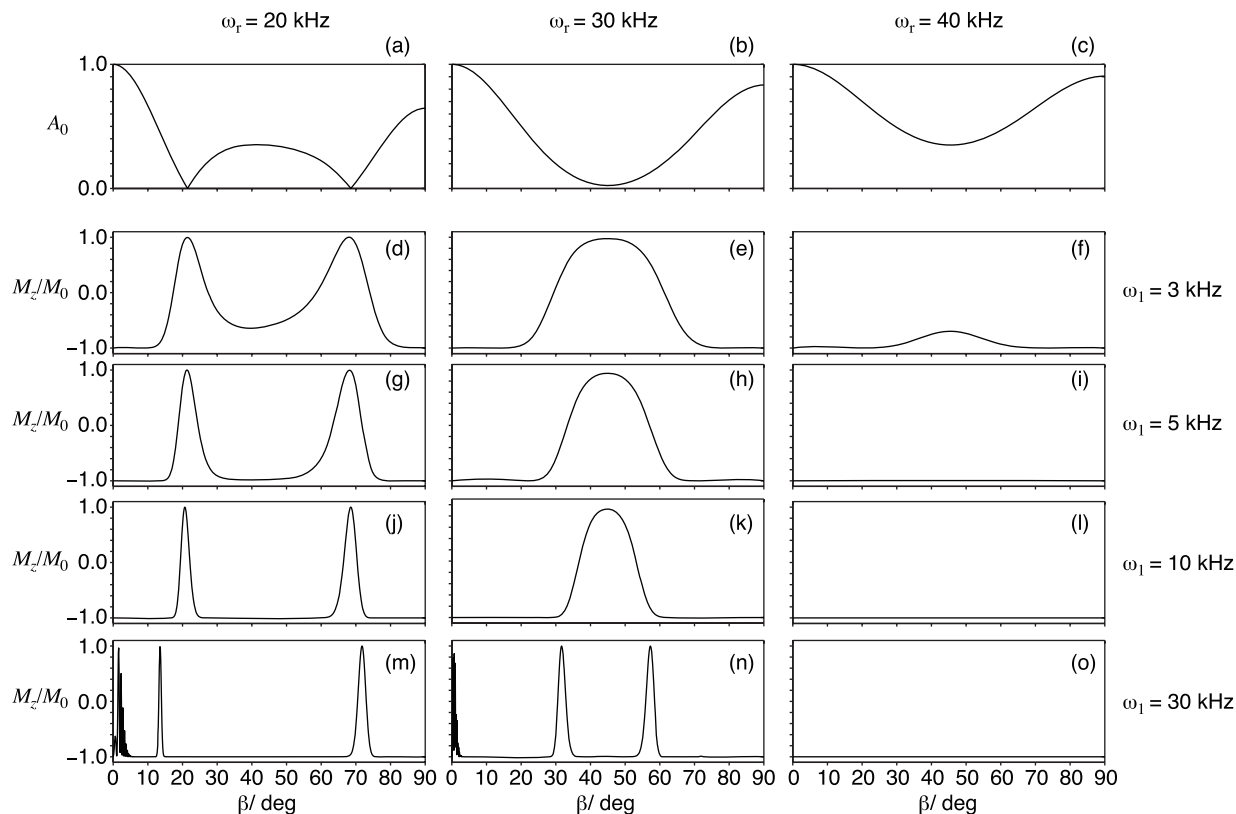 ωr = 20 kHz ωr = 30 kHz ωr = 40 kHz
(a) (b) (c)
1.0
A0
0.0
(d) (e) (f)
1.0
Mz/M0 0.0
−1.0
ω1 = 3 kHz
(g) (h) (i)
1.0
Mz/M0 0.0
−1.0
ω1 = 5 kHz
(j) (k) (l)
1.0
Mz/M0 0.0
−1.0
ω1 = 10 kHz
(m) (n) (o)
1.0
Mz/M0 0.0
−1.0
ω1 = 30 kHz
0 10 20 30 40 50 60 70 80 90 0 10 20 30 40 50 60 70 80 90 0 10 20 30 40 50 60 70 80 90
β/ deg β/ deg β/ deg